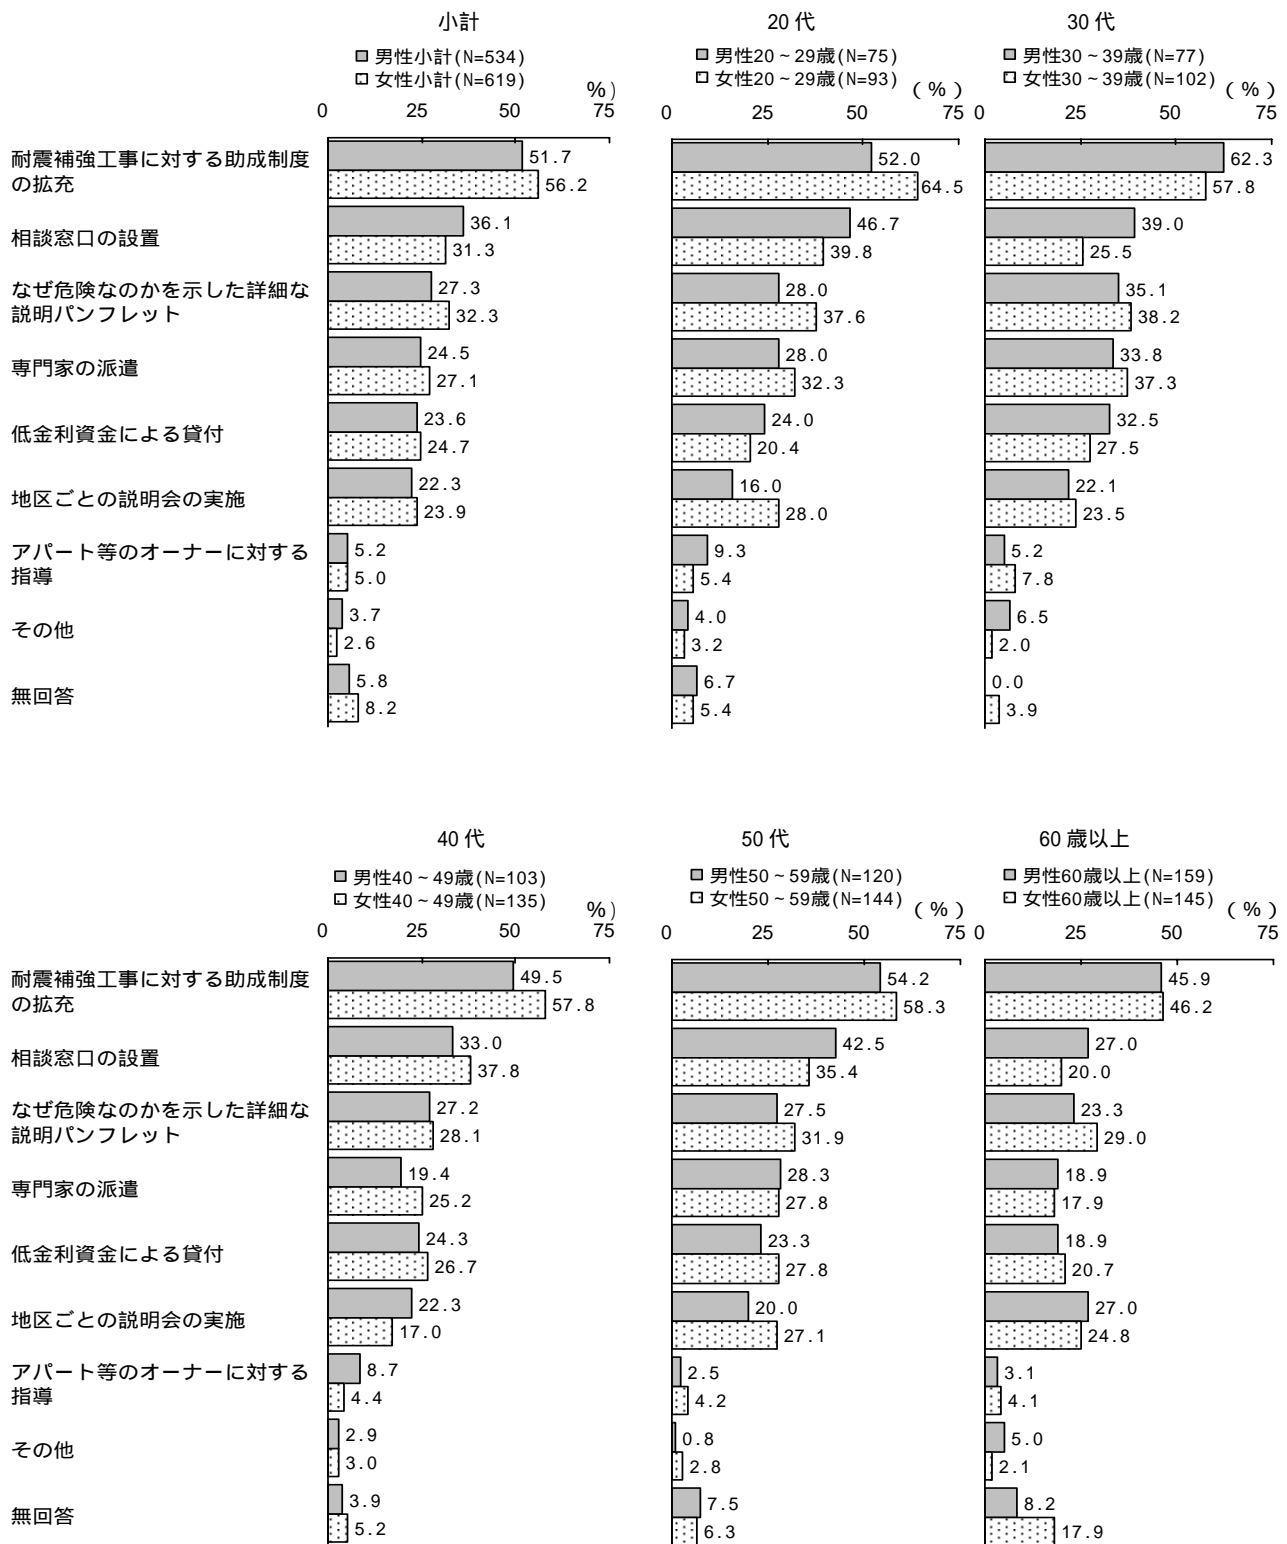 小計
20 代
30 代
男性小計(N=534)
女性小計(N=619)
男性20～29歳(N=75)
女性20～29歳(N=93)
男性30～39歳(N=77)
女性30～39歳(N=102)
%)
(%)
(%)
0 25 50 75
0 25 50 75
0 25 50 75
耐震補強工事に対する助成制度
の拡充
51.7 52.0 62.3
56.2 64.5 57.8
相談窓口の設置
36.1 46.7 39.0
31.3 39.8 25.5
なぜ危険なのかを示した詳細な
説明パンフレット
27.3 28.0 35.1
32.3 37.6 38.2
専門家の派遣
24.5 28.0 33.8
27.1 32.3 37.3
低金利資金による貸付
23.6 24.0 32.5
24.7 20.4 27.5
地区ごとの説明会の実施
22.3 16.0 22.1
23.9 28.0 23.5
アパート等のオーナーに対する
指導
5.2 9.3 5.2
5.0 5.4 7.8
その他
3.7 4.0 6.5
2.6 3.2 2.0
無回答
5.8 6.7 0.0
8.2 5.4 3.9
40 代
50 代
60 歳以上
男性40～49歳(N=103)
女性40～49歳(N=135)
男性50～59歳(N=120)
女性50～59歳(N=144)
男性60歳以上(N=159)
女性60歳以上(N=145)
%)
(%)
(%)
0 25 50 75
0 25 50 75
0 25 50 75
耐震補強工事に対する助成制度
の拡充
49.5 54.2 45.9
57.8 58.3 46.2
相談窓口の設置
33.0 42.5 27.0
37.8 35.4 20.0
なぜ危険なのかを示した詳細な
説明パンフレット
27.2 27.5 23.3
28.1 31.9 29.0
専門家の派遣
19.4 28.3 18.9
25.2 27.8 17.9
低金利資金による貸付
24.3 23.3 18.9
26.7 27.8 20.7
地区ごとの説明会の実施
22.3 20.0 27.0
17.0 27.1 24.8
アパート等のオーナーに対する
指導
8.7 2.5 3.1
4.4 4.2 4.1
その他
2.9 0.8 5.0
3.0 2.8 2.1
無回答
3.9 7.5 8.2
5.2 6.3 17.9